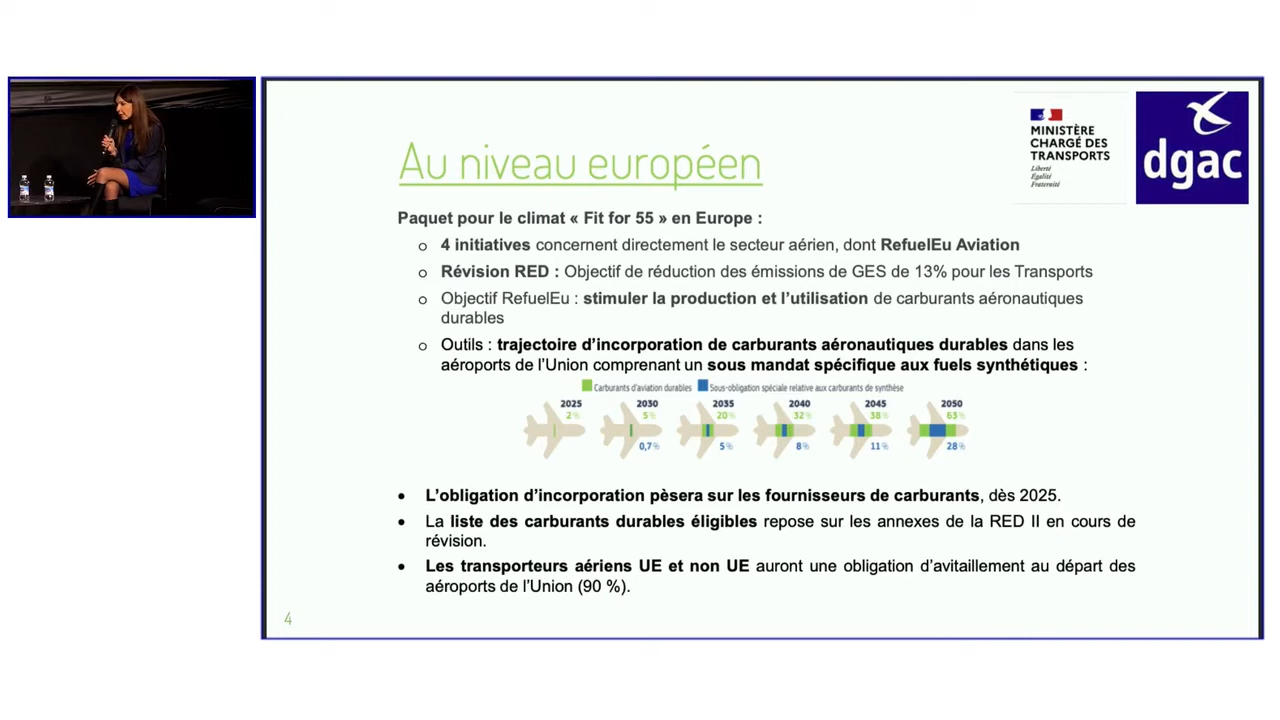 Au niveau européen
MINISTÈRE
CHARGÉ DES
TRANSPORTS
Liberté
Égalité
Fraternité
dgac
Paquet pour le climat « Fit for 55 » en Europe :
o 4 initiatives concernent directement le secteur aérien, dont RefuelEu Aviation
o Révision RED : Objectif de réduction des émissions de GES de 13% pour les Transports
o Objectif RefuelEu : stimuler la production et l’utilisation de carburants aéronautiques
durables
o Outils : trajectoire d’incorporation de carburants aéronautiques durables dans les
aéroports de l’Union comprenant un sous mandat spécifique aux fuels synthétiques :
Carburants d'aviation durables Sous-obligation spéciale relative aux carburants de synthèse
2025 2030 2035 2040 2045 2050
2% 5% 20% 32% 38% 63%
0,7% 5% 8% 11% 28%
• L’obligation d’incorporation pèsera sur les fournisseurs de carburants, dès 2025.
• La liste des carburants durables éligibles repose sur les annexes de la RED II en cours de
révision.
• Les transporteurs aériens UE et non UE auront une obligation d’avitaillement au départ des
aéroports de l’Union (90 %).
4